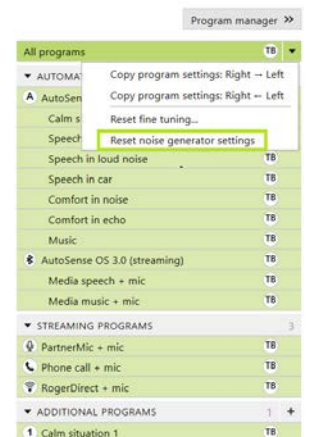 Program manager >>
All programs TB
AUTOMA
Copy program settings: Right → Left
A AutoSen
Copy program settings: Right ← Left
Calm s
Reset fine tuning...
Speech
Reset noise generator settings
Speech in loud noise TB
Speech in car TB
Comfort in noise TB
Comfort in echo TB
Music TB
AutoSense OS 3.0 (streaming) TB
Media speech + mic TB
Media music + mic TB
STREAMING PROGRAMS 3
PartnerMic + mic TB
Phone call + mic TB
RogerDirect + mic TB
ADDITIONAL PROGRAMS 1 +
1 Calm situation 1 TB